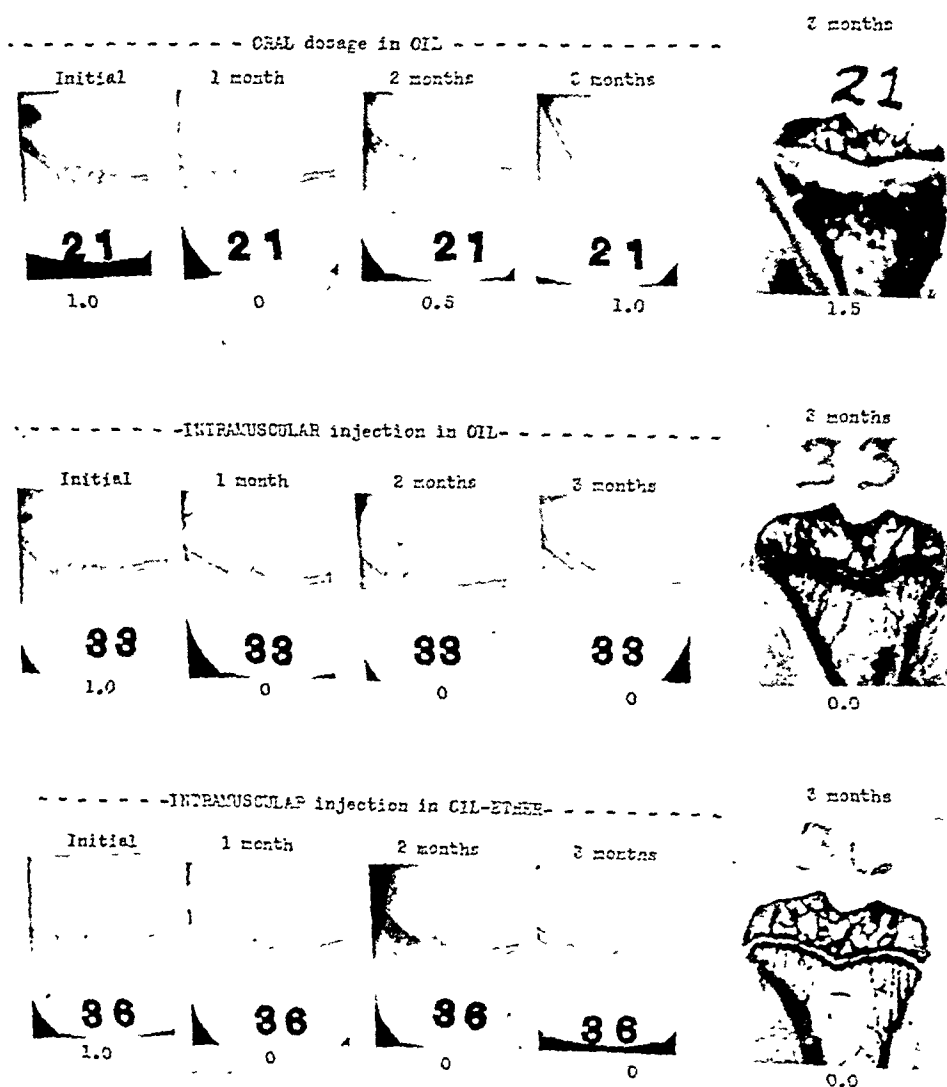 3 months
- - - - - - - - - - - ORAL dosage in OIL - - - - - - - - - - - -
Initial 1 month 2 months 3 months
21
21 21 21 21
1.0 0 0.5 1.0 1.5
3 months
- - - - - - - - -INTRAMUSCULAR injection in OIL- - - - - - - - - -
33
Initial 1 month 2 months 3 months
33 33 33 33
1.0 0 0 0 0.0
3 months
- - - - - - - -INTRAMUSCULAR injection in OIL-ETHER- - - - - - - -
Initial 1 month 2 months 3 months
36 36 36 36
1.0 0 0 0 0.0